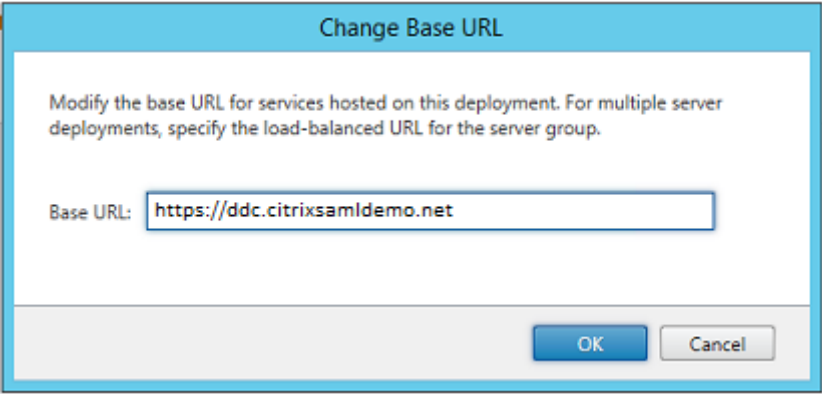 Change Base URL
Modify the base URL for services hosted on this deployment. For multiple server
deployments, specify the load-balanced URL for the server group.
Base URL: https://ddc.citrixsamldemo.net
OK Cancel